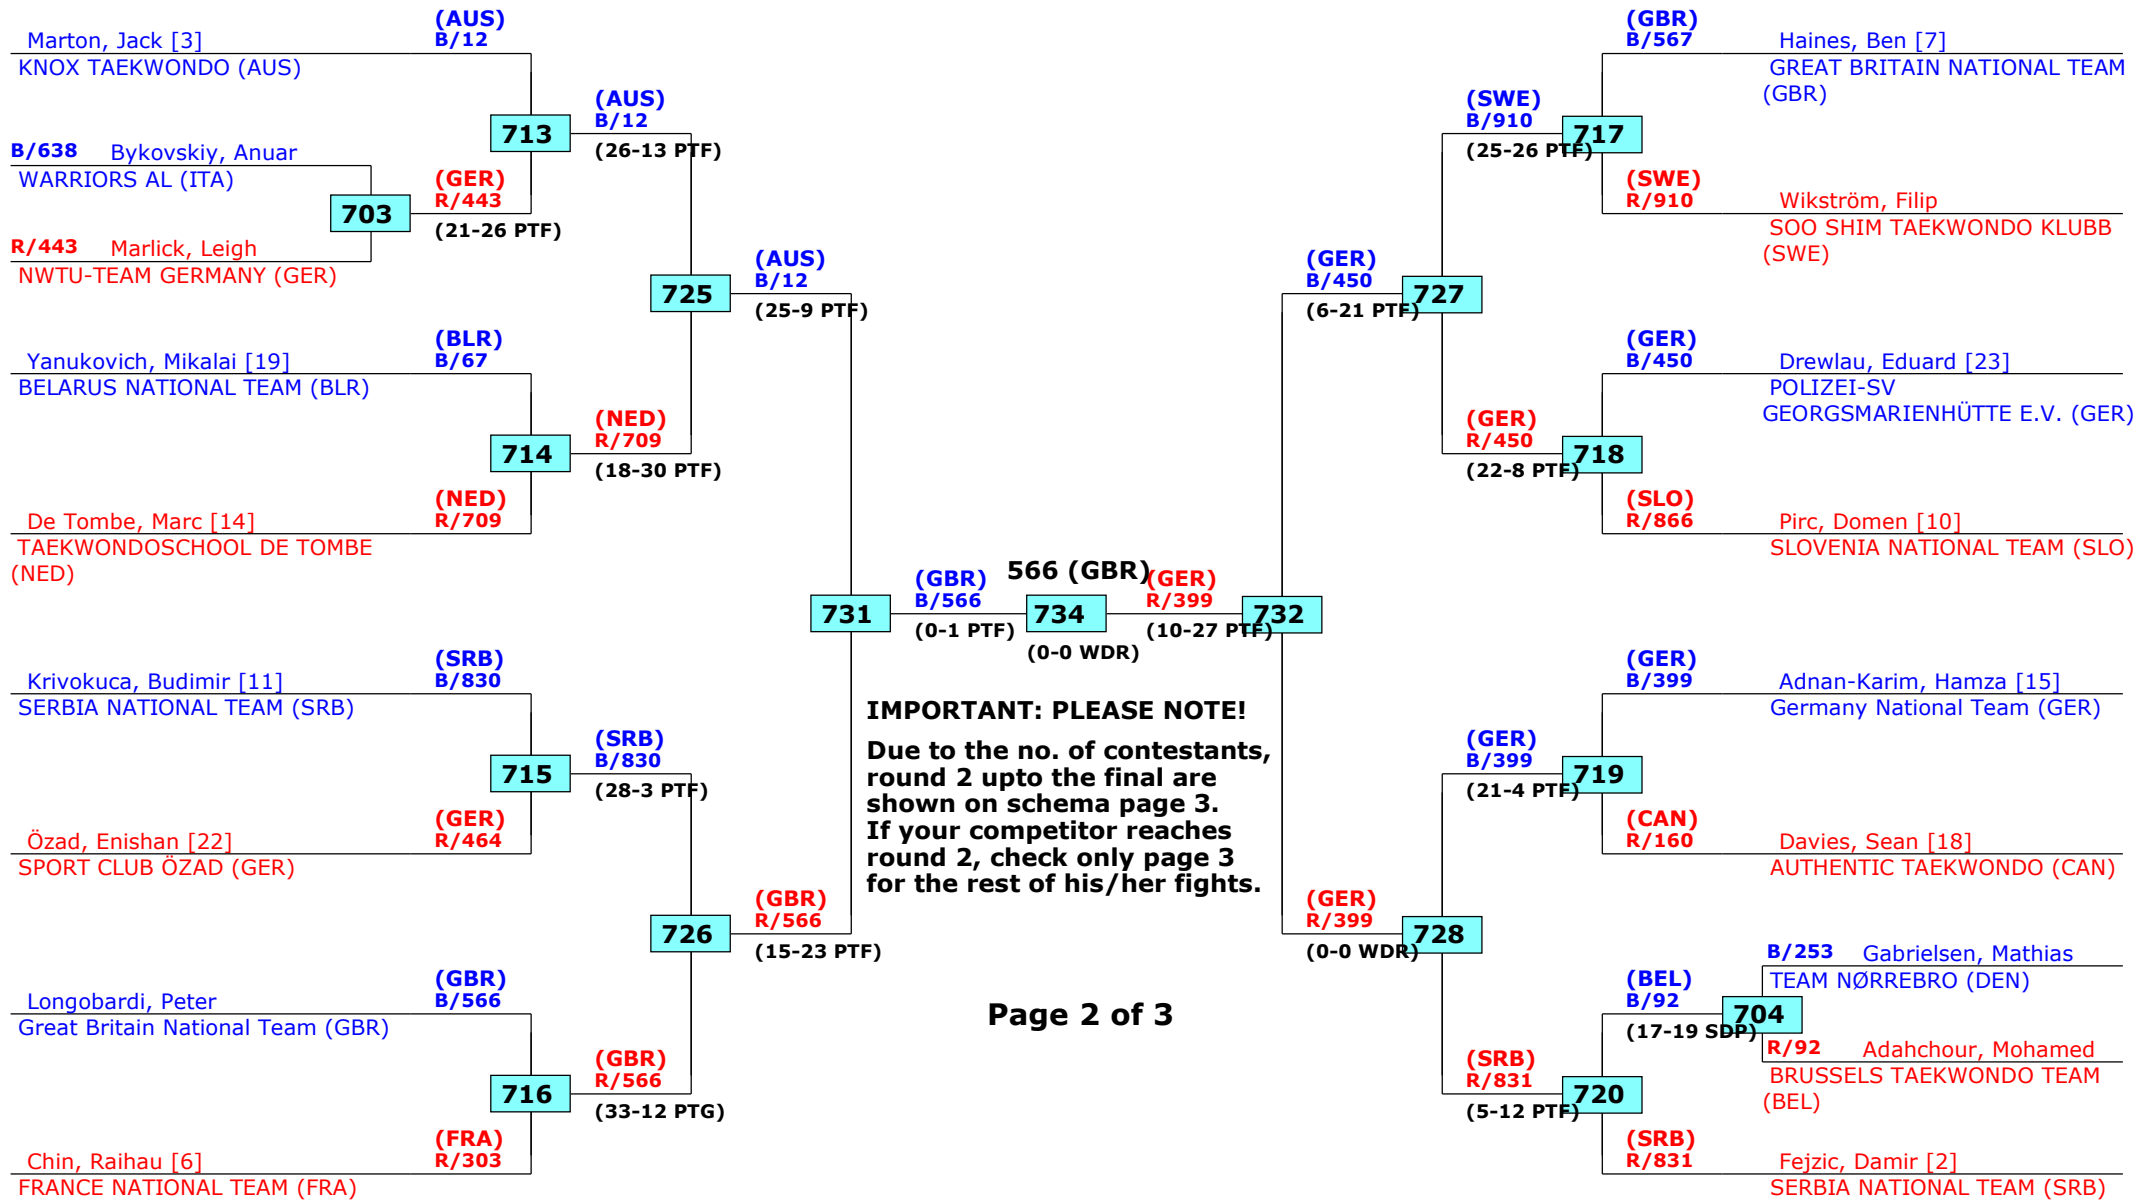 (AUS)
Marton, Jack [3] B/12
KNOX TAEKWONDO (AUS)
(AUS)
B/12
713
(26-13 PTF)
B/638 Bykovskiy, Anuar
WARRIORS AL (ITA)
(GER)
R/443
703
(21-26 PTF)
R/443 Marlick, Leigh
NWTU-TEAM GERMANY (GER)
(AUS)
B/12
725
(25-9 PTF)
(BLR)
Yanukovich, Mikalai [19] B/67
BELARUS NATIONAL TEAM (BLR)
(NED)
R/709
714
(18-30 PTF)
(NED)
De Tombe, Marc [14] R/709
TAEKWONDOSCHOOL DE TOMBE
(NED)
731
(GBR)
B/566
(0-1 PTF)
566 (GBR)
734
(0-0 WDR)
(GER)
R/399
(10-27 PTF)
732
(SRB)
Krivokuca, Budimir [11] B/830
SERBIA NATIONAL TEAM (SRB)
(SRB)
B/830
715
(28-3 PTF)
(GER)
Özad, Enishan [22] R/464
SPORT CLUB ÖZAD (GER)
(GBR)
R/566
726
(15-23 PTF)
(GBR)
Longobardi, Peter B/566
Great Britain National Team (GBR)
(GBR)
R/566
716
(33-12 PTG)
(FRA)
Chin, Raihau [6] R/303
FRANCE NATIONAL TEAM (FRA)
IMPORTANT: PLEASE NOTE!
Due to the no. of contestants,
round 2 upto the final are
shown on schema page 3.
If your competitor reaches
round 2, check only page 3
for the rest of his/her fights.
Page 2 of 3
(GBR)
B/567 Haines, Ben [7]
GREAT BRITAIN NATIONAL TEAM
(GBR)
(SWE)
B/910
717
(25-26 PTF)
(SWE)
R/910 Wikström, Filip
SOO SHIM TAEKWONDO KLUBB
(SWE)
(GER)
B/450
727
(6-21 PTF)
(GER)
B/450 Drewlau, Eduard [23]
POLIZEI-SV
GEORGSMARIENHÜTTE E.V. (GER)
(GER)
R/450
718
(22-8 PTF)
(SLO)
R/866 Pirc, Domen [10]
SLOVENIA NATIONAL TEAM (SLO)
(GER)
B/399 Adnan-Karim, Hamza [15]
Germany National Team (GER)
(GER)
B/399
719
(21-4 PTF)
(CAN)
R/160 Davies, Sean [18]
AUTHENTIC TAEKWONDO (CAN)
(GER)
R/399
728
(0-0 WDR)
B/253 Gabrielsen, Mathias
TEAM NØRREBRO (DEN)
(BEL)
B/92
704
(17-19 SDP)
R/92 Adahchour, Mohamed
BRUSSELS TAEKWONDO TEAM
(BEL)
(SRB)
R/831
720
(5-12 PTF)
(SRB)
R/831 Fejzic, Damir [2]
SERBIA NATIONAL TEAM (SRB)